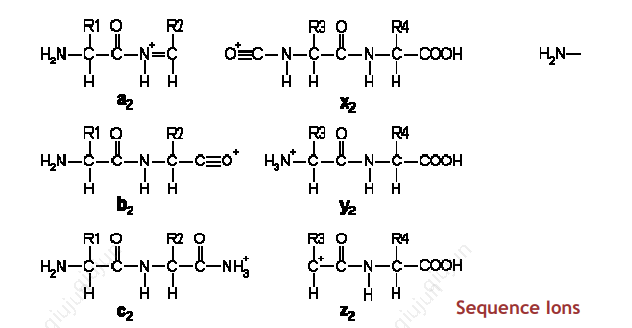 R1 O R2
H₂N–C–C–N⁺=C
H H H
a₂
R3 O R4
O⁺≡C–N–C–C–N–C–COOH
H H H H
x₂
H₂N–
R1 O R2
H₂N–C–C–N–C–C≡O⁺
H H H
b₂
R3 O R4
H₃N⁺–C–C–N–C–COOH
H H H
y₂
R1 O R2 O
H₂N–C–C–N–C–C–NH₃⁺
H H H
c₂
R3 O R4
C⁺–C–N–C–COOH
H H H
z₂
Sequence Ions